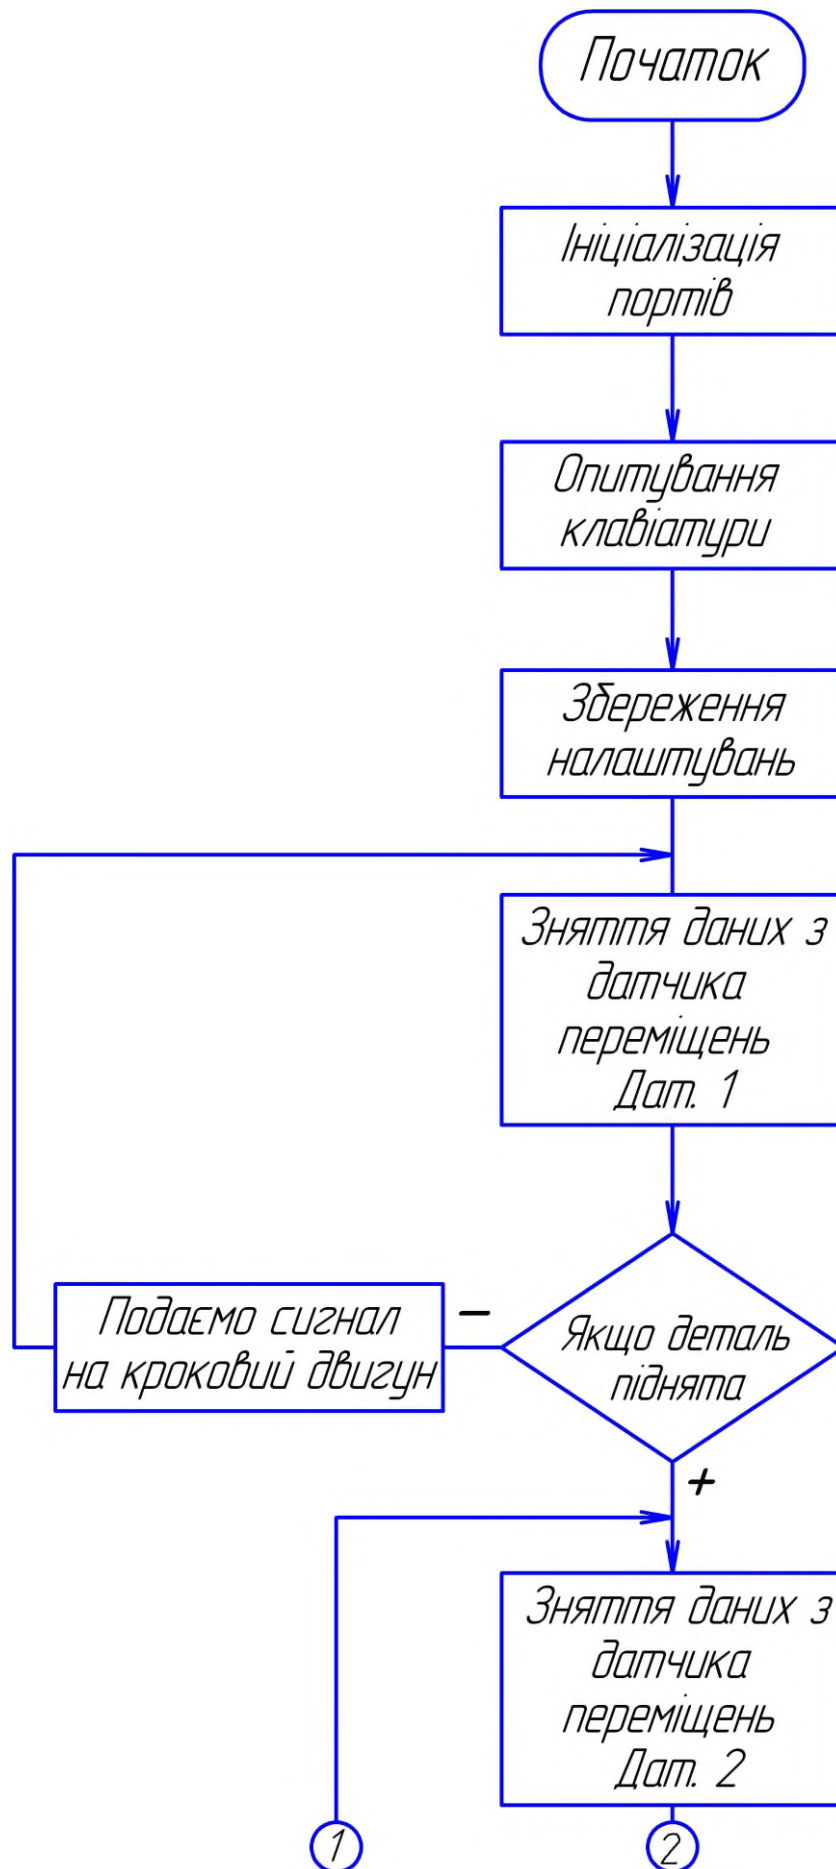 Початок
Ініціалізація
портів
Опитування
клавіатури
Збереження
налаштувань
Зняття даних з
датчика
переміщень
Дат. 1
Подаємо сигнал
на кроковий двигун
−
Якщо деталь
піднята
+
Зняття даних з
датчика
переміщень
Дат. 2
1
2